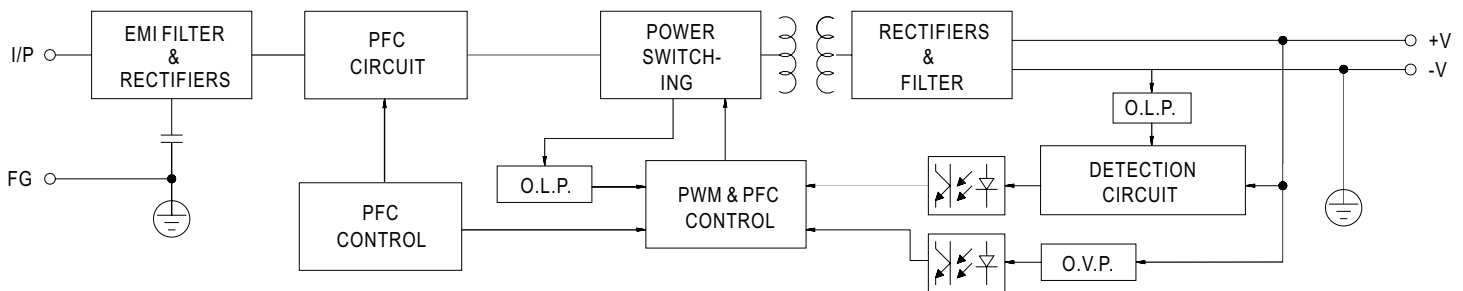 I/P
EMI FILTER
&
RECTIFIERS
PFC
CIRCUIT
POWER
SWITCH-
ING
RECTIFIERS
&
FILTER
+V
-V
O.L.P.
FG
O.L.P.
PFC
CONTROL
PWM & PFC
CONTROL
DETECTION
CIRCUIT
O.V.P.